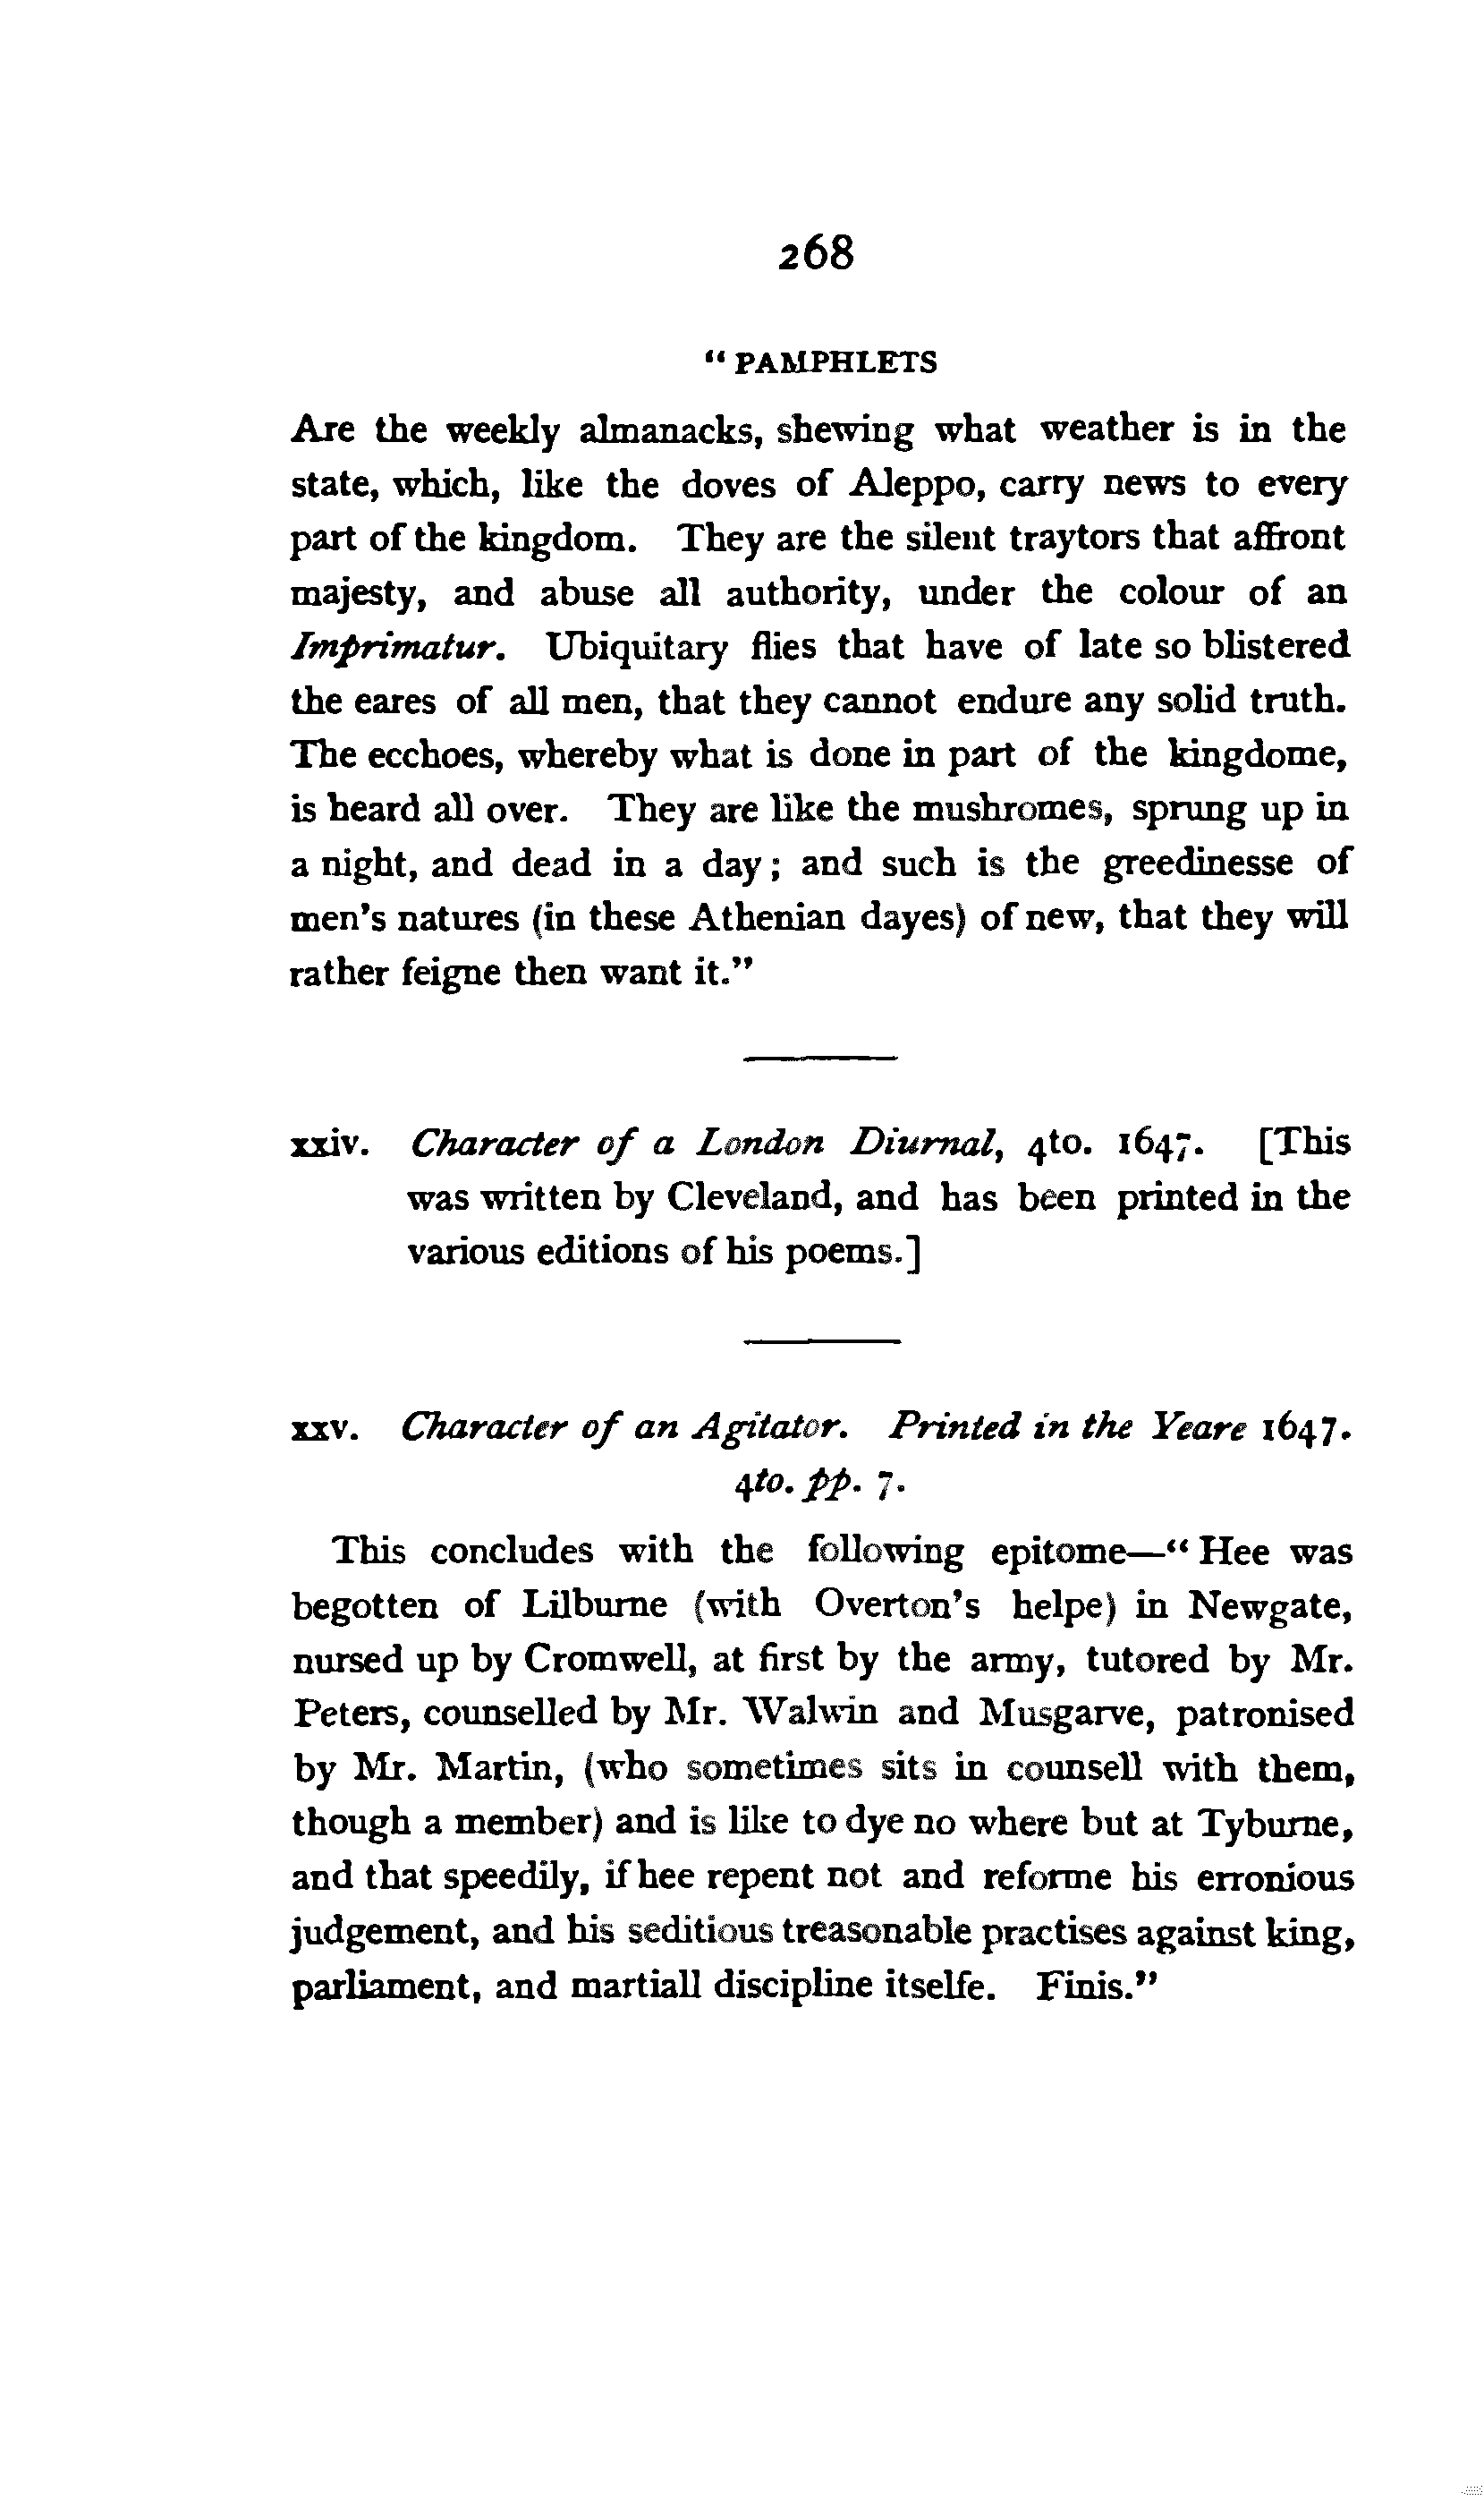 268
“ PAMPHLETS
Are the weekly almanacks, shewing what weather is in the
state, which, like the doves of Aleppo, carry news to every
part of the kingdom. They are the silent traytors that affront
majesty, and abuse all authority, under the colour of an
Imprimatur. Ubiquitary flies that have of late so blistered
the eares of all men, that they cannot endure any solid truth.
The ecchoes, whereby what is done in part of the kingdome,
is heard all over. They are like the mushromes, sprung up in
a night, and dead in a day; and such is the greedinesse of
men's natures (in these Athenian dayes) of new, that they will
rather feigne then want it.”
xxiv. Character of a London Diurnal, 4to. 1647. [This
was written by Cleveland, and has been printed in the
various editions of his poems.]
xxv. Character of an Agitator. Printed in the Yeare 1647.
4to. pp. 7.
This concludes with the following epitome—“ Hee was
begotten of Lilburne (with Overton's helpe) in Newgate,
nursed up by Cromwell, at first by the army, tutored by Mr.
Peters, counselled by Mr. Walwin and Musgarve, patronised
by Mr. Martin, (who sometimes sits in counsell with them,
though a member) and is like to dye no where but at Tyburne,
and that speedily, if hee repent not and reforme his erronious
judgement, and his seditious treasonable practises against king,
parliament, and martiall discipline itselfe. Finis.”